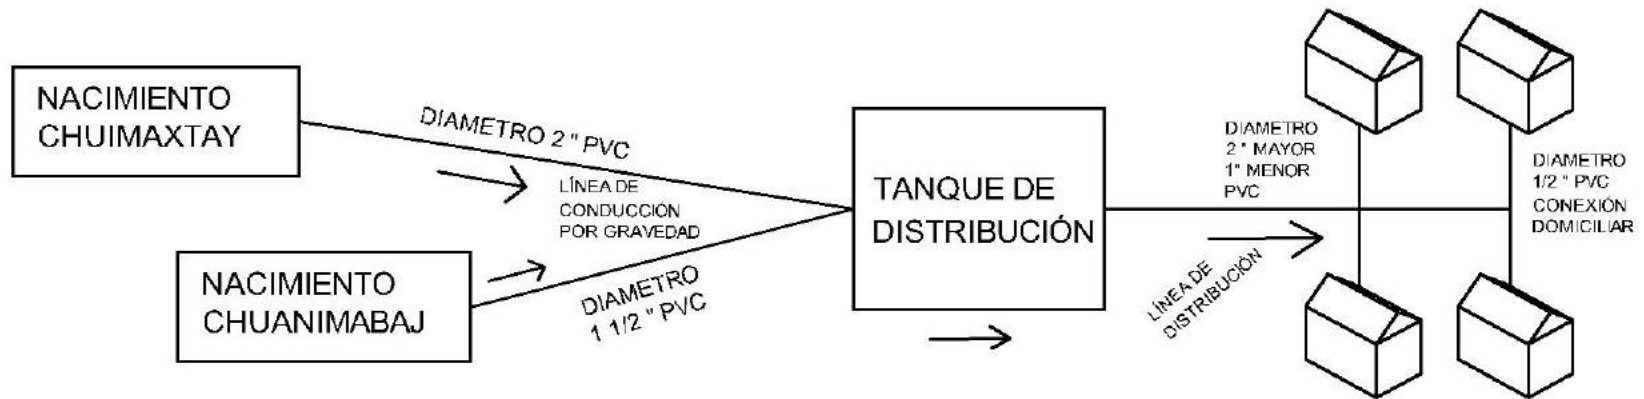 NACIMIENTO
CHUIMAXTAY
DIAMETRO 2 " PVC
LÍNEA DE
CONDUCCIÓN
POR GRAVEDAD
NACIMIENTO
CHUANIMABAJ
DIAMETRO
1 1/2 " PVC
TANQUE DE
DISTRIBUCIÓN
DIAMETRO
2 " MAYOR
1" MENOR
PVC
LÍNEA DE
DISTRIBUCIÓN
DIAMETRO
1/2 " PVC
CONEXIÓN
DOMICILIAR